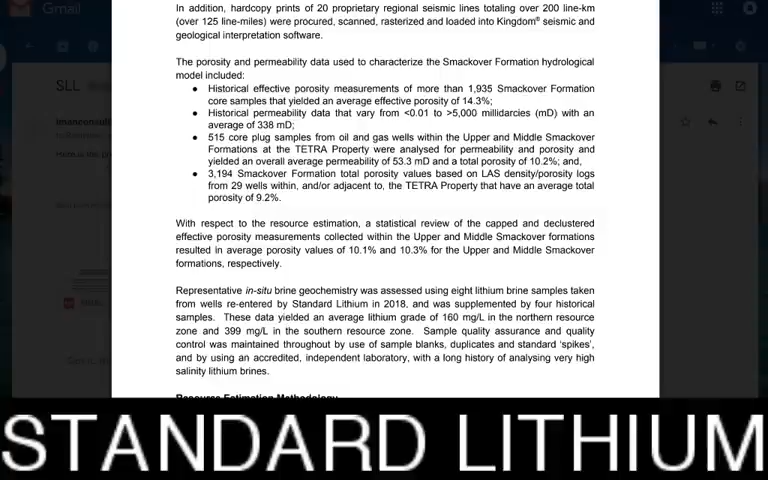 Gmail
In addition, hardcopy prints of 20 proprietary regional seismic lines totaling over 200 line-km
(over 125 line-miles) were procured, scanned, rasterized and loaded into Kingdom® seismic and
geological interpretation software.
The porosity and permeability data used to characterize the Smackover Formation hydrological
model included:
● Historical effective porosity measurements of more than 1,935 Smackover Formation
core samples that yielded an average effective porosity of 14.3%;
● Historical permeability data that vary from <0.01 to >5,000 millidarcies (mD) with an
average of 338 mD;
● 515 core plug samples from oil and gas wells within the Upper and Middle Smackover
Formations at the TETRA Property were analysed for permeability and porosity and
yielded an overall average permeability of 53.3 mD and a total porosity of 10.2%; and,
● 3,194 Smackover Formation total porosity values based on LAS density/porosity logs
from 29 wells within, and/or adjacent to, the TETRA Property that have an average total
porosity of 9.2%.
With respect to the resource estimation, a statistical review of the capped and declustered
effective porosity measurements collected within the Upper and Middle Smackover formations
resulted in average porosity values of 10.1% and 10.3% for the Upper and Middle Smackover
formations, respectively.
Representative in-situ brine geochemistry was assessed using eight lithium brine samples taken
from wells re-entered by Standard Lithium in 2018, and was supplemented by four historical
samples. These data yielded an average lithium grade of 160 mg/L in the northern resource
zone and 399 mg/L in the southern resource zone. Sample quality assurance and quality
control was maintained throughout by use of sample blanks, duplicates and standard ‘spikes’,
and by using an accredited, independent laboratory, with a long history of analysing very high
salinity lithium brines.
Resource Estimation Methodology
SLL
STANDARD LITHIUM